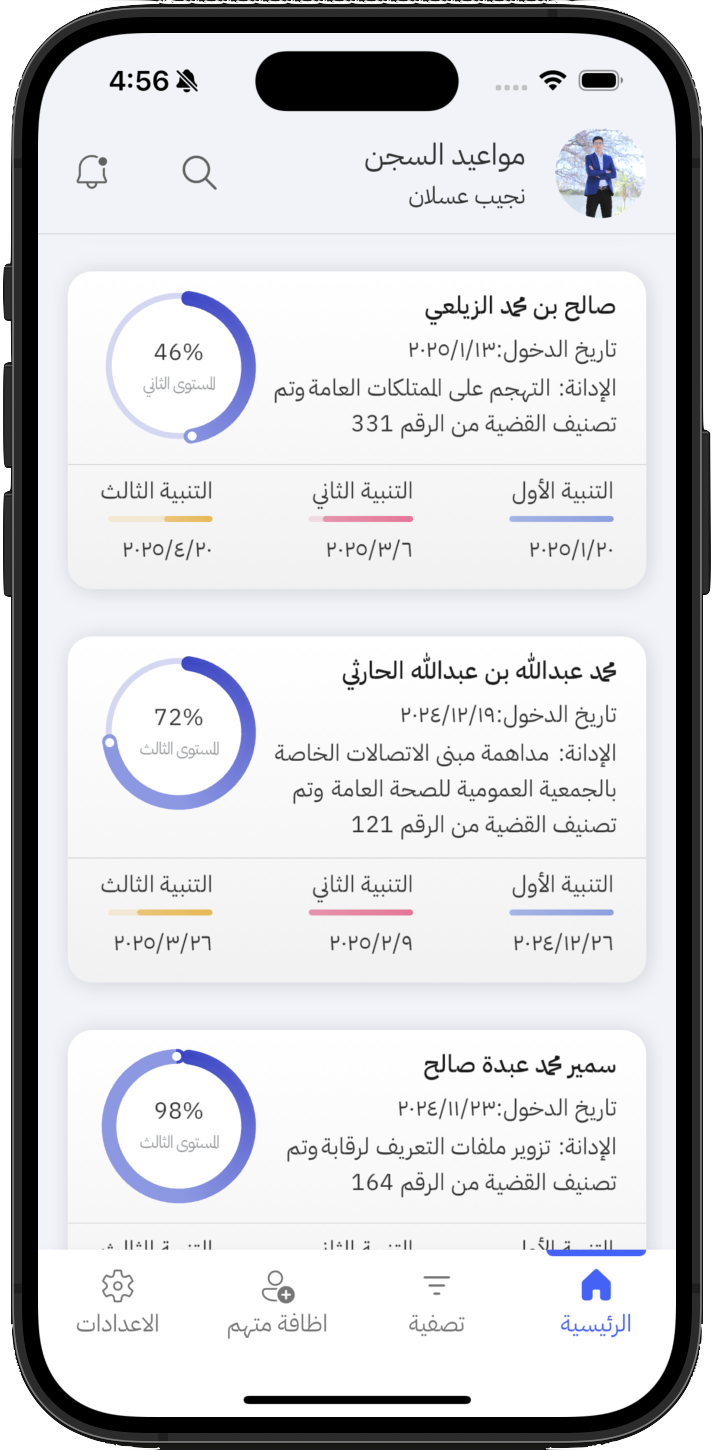 4:56
مواعيد السجن
نجيب عسلان
صالح بن محمد الزيلعي
تاريخ الدخول:٢٠٢٥/١/١٣
الإدانة: التهجم على الممتلكات العامة وتم
تصنيف القضية من الرقم 331
46%
المستوى الثاني
التنبية الأول
التنبية الثاني
التنبية الثالث
٢٠٢٥/١/٢٠
٢٠٢٥/٣/٦
٢٠٢٥/٤/٢٠
محمد عبدالله بن عبدالله الحارثي
تاريخ الدخول:٢٠٢٤/١٢/١٩
الإدانة: مداهمة مبنى الاتصالات الخاصة
بالجمعية العمومية للصحة العامة وتم
تصنيف القضية من الرقم 121
72%
المستوى الثالث
التنبية الأول
التنبية الثاني
التنبية الثالث
٢٠٢٤/١٢/٢٦
٢٠٢٥/٢/٩
٢٠٢٥/٣/٢٦
سمير محمد عبدة صالح
تاريخ الدخول:٢٠٢٤/١١/٢٣
الإدانة: تزوير ملفات التعريف لرقابة وتم
تصنيف القضية من الرقم 164
98%
المستوى الثالث
التنبية الأول
التنبية الثاني
التنبية الثالث
الرئيسية
تصفية
اظافة متهم
الاعدادات